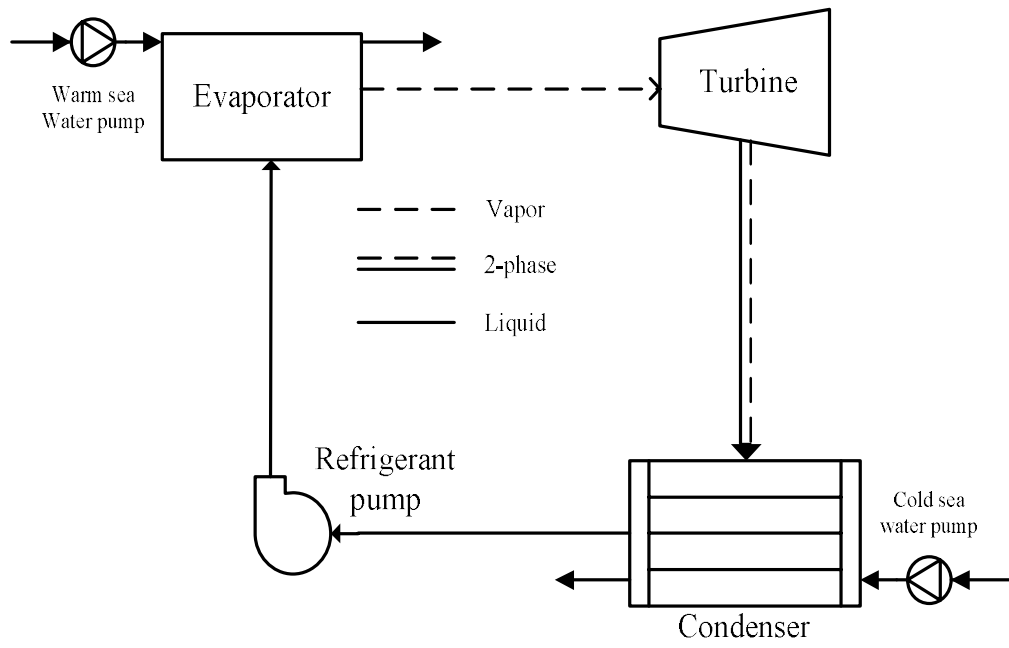 Evaporator
Turbine
Warm sea
Water pump
Vapor
2-phase
Liquid
Refrigerant
pump
Cold sea
water pump
Condenser